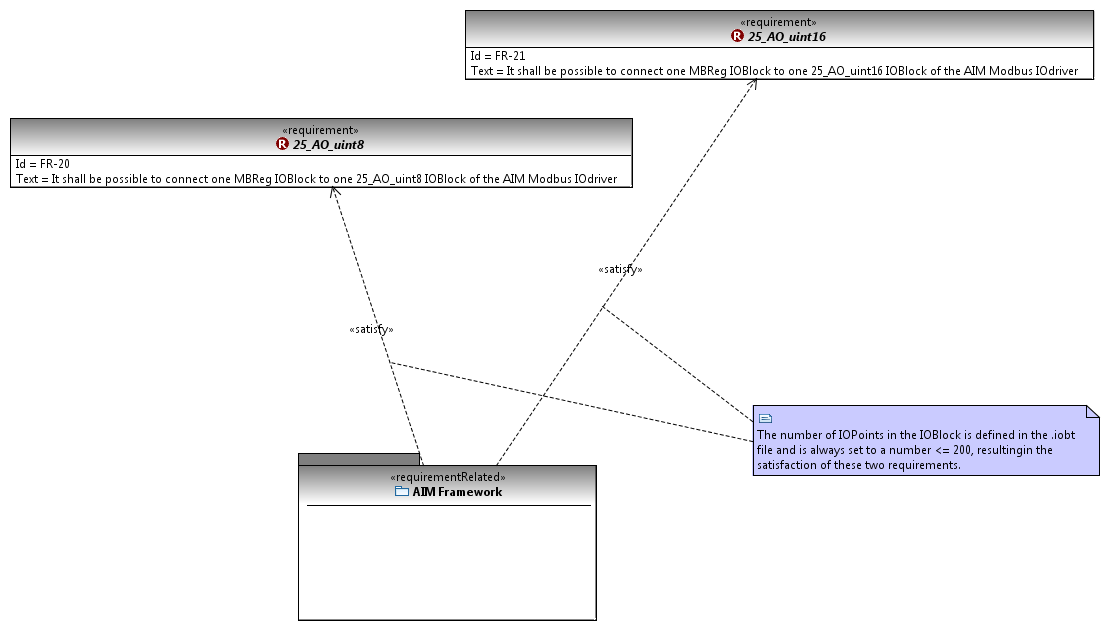 «requirement»
R 25_AO_uint16
Id = FR-21
Text = It shall be possible to connect one MBReg IOBlock to one 25_AO_uint16 IOBlock of the AIM Modbus IOdriver
«requirement»
R 25_AO_uint8
Id = FR-20
Text = It shall be possible to connect one MBReg IOBlock to one 25_AO_uint8 IOBlock of the AIM Modbus IOdriver
«satisfy»
«satisfy»
The number of IOPoints in the IOBlock is defined in the .iobt
file and is always set to a number <= 200, resultingin the
satisfaction of these two requirements.
«requirementRelated»
AIM Framework